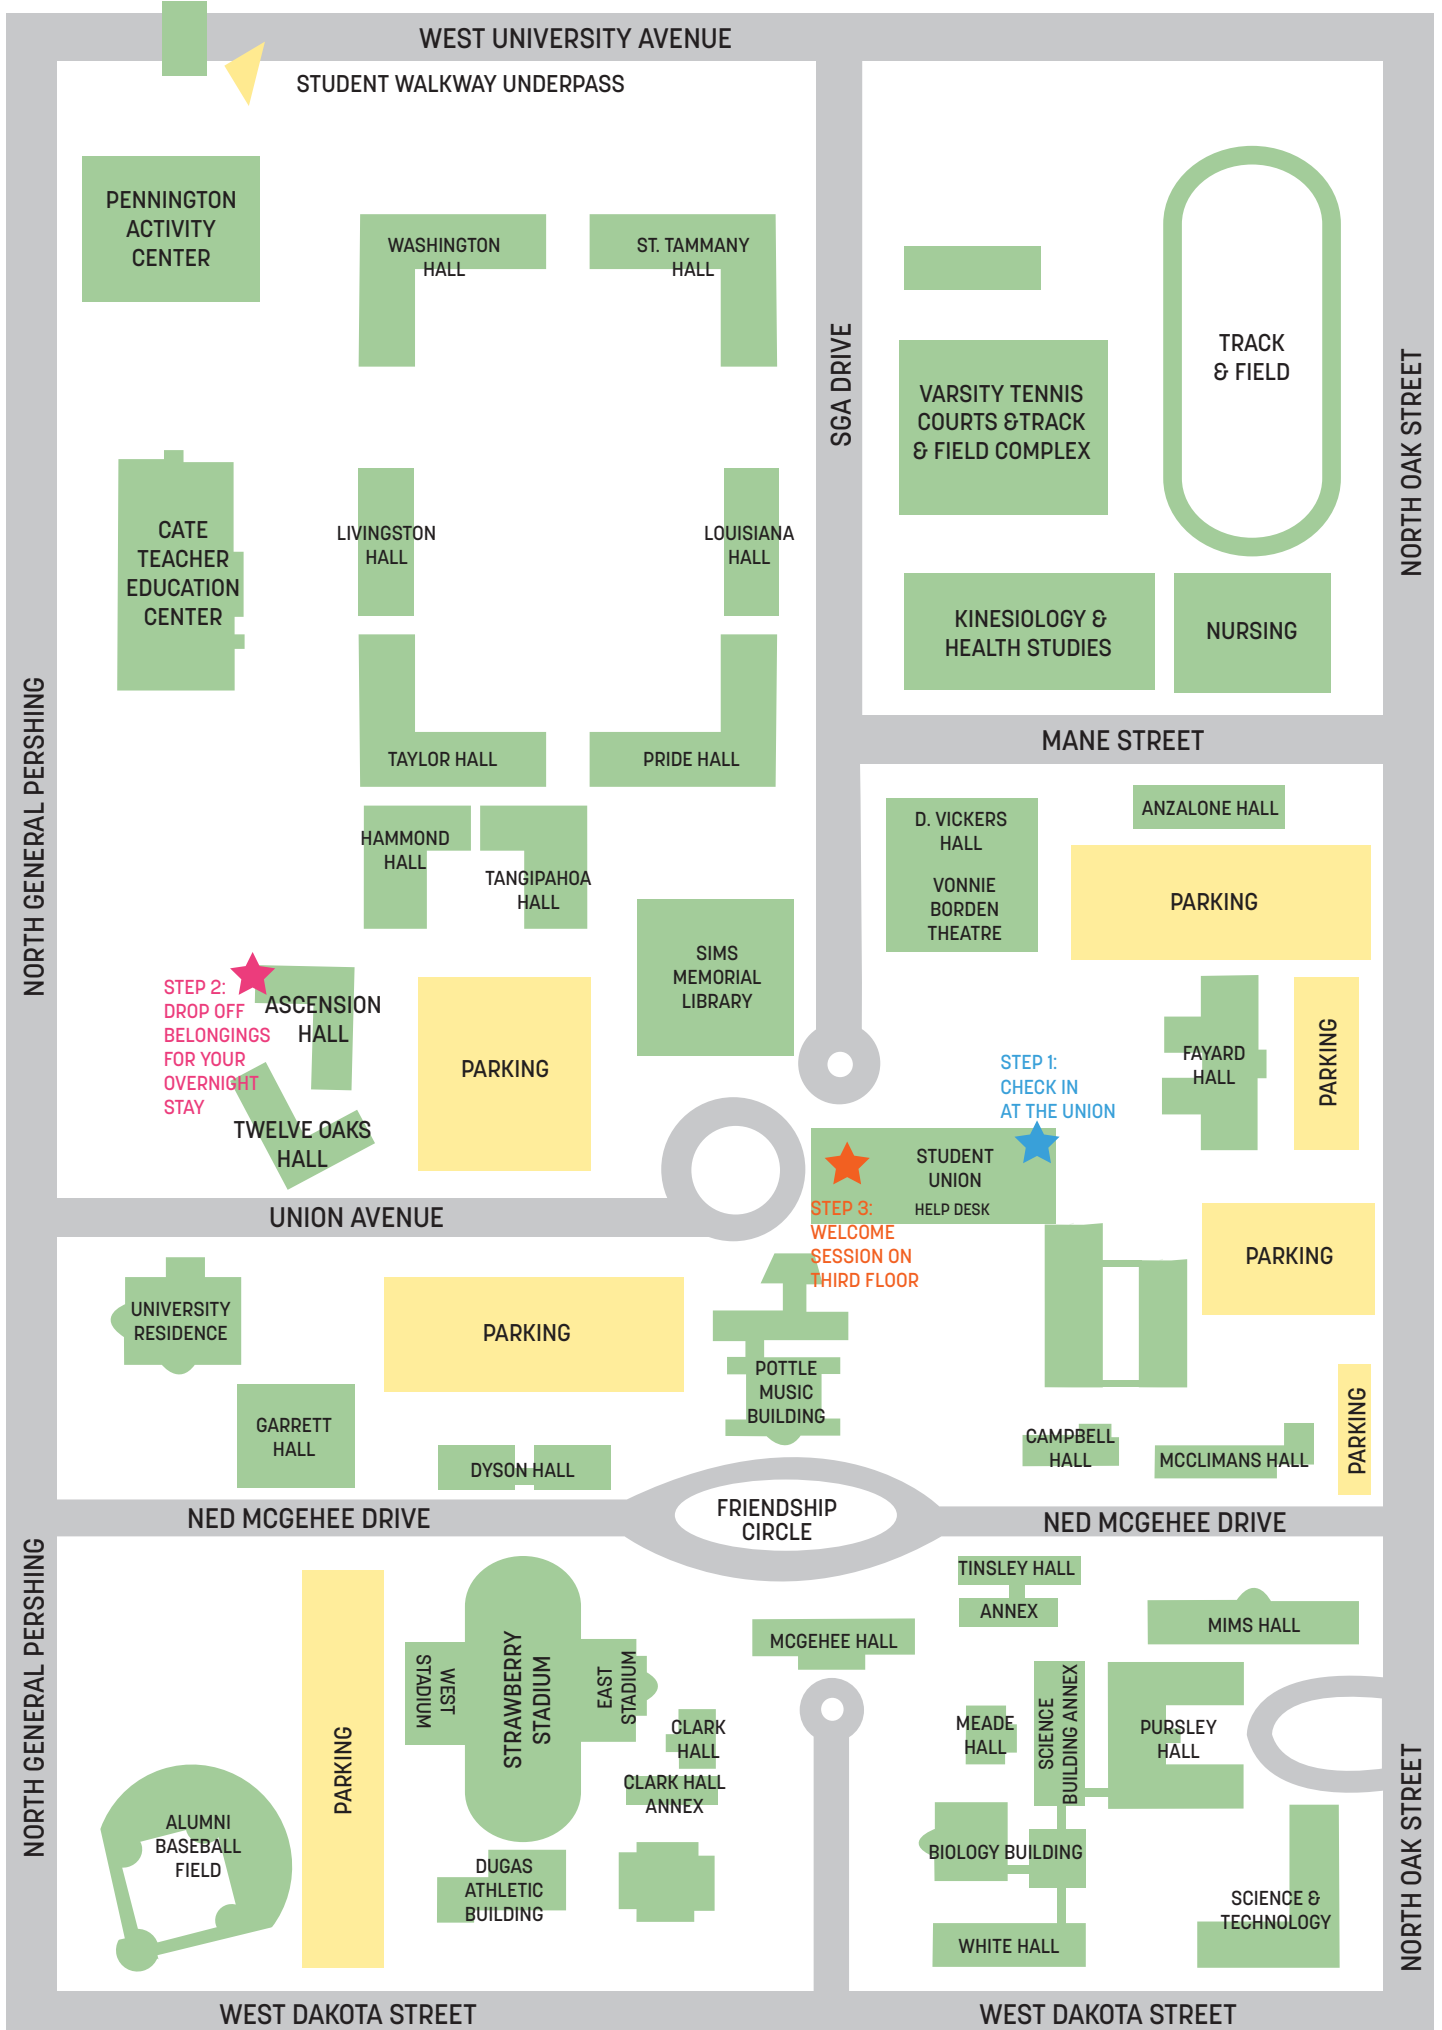 WEST UNIVERSITY AVENUE
STUDENT WALKWAY UNDERPASS
PENNINGTON
ACTIVITY
CENTER
WASHINGTON
HALL
ST. TAMMANY
HALL
SGA DRIVE
TRACK
& FIELD
VARSITY TENNIS
COURTS &TRACK
& FIELD COMPLEX
NORTH OAK STREET
CATE
TEACHER
EDUCATION
CENTER
LIVINGSTON
HALL
LOUISIANA
HALL
KINESIOLOGY &
HEALTH STUDIES
NURSING
NORTH GENERAL PERSHING
TAYLOR HALL
PRIDE HALL
MANE STREET
HAMMOND
HALL
TANGIPAHOA
HALL
D. VICKERS
HALL
VONNIE
BORDEN
THEATRE
ANZALONE HALL
PARKING
SIMS
MEMORIAL
LIBRARY
STEP 2:
DROP OFF
BELONGINGS
FOR YOUR
OVERNIGHT
STAY
ASCENSION
HALL
PARKING
TWELVE OAKS
HALL
STEP 1:
CHECK IN
AT THE UNION
FAYARD
HALL
PARKING
STUDENT
UNION
HELP DESK
STEP 3:
WELCOME
SESSION ON
THIRD FLOOR
UNION AVENUE
PARKING
UNIVERSITY
RESIDENCE
PARKING
POTTLE
MUSIC
BUILDING
GARRETT
HALL
DYSON HALL
CAMPBELL
HALL
MCCLIMANS HALL
PARKING
NED MCGEHEE DRIVE
FRIENDSHIP
CIRCLE
NED MCGEHEE DRIVE
NORTH GENERAL PERSHING
PARKING
WEST
STADIUM
STRAWBERRY
STADIUM
EAST
STADIUM
MCGEHEE HALL
TINSLEY HALL
ANNEX
MIMS HALL
CLARK
HALL
CLARK HALL
ANNEX
MEADE
HALL
SCIENCE
BUILDING ANNEX
PURSLEY
HALL
ALUMNI
BASEBALL
FIELD
DUGAS
ATHLETIC
BUILDING
BIOLOGY BUILDING
SCIENCE &
TECHNOLOGY
WHITE HALL
NORTH OAK STREET
WEST DAKOTA STREET
WEST DAKOTA STREET